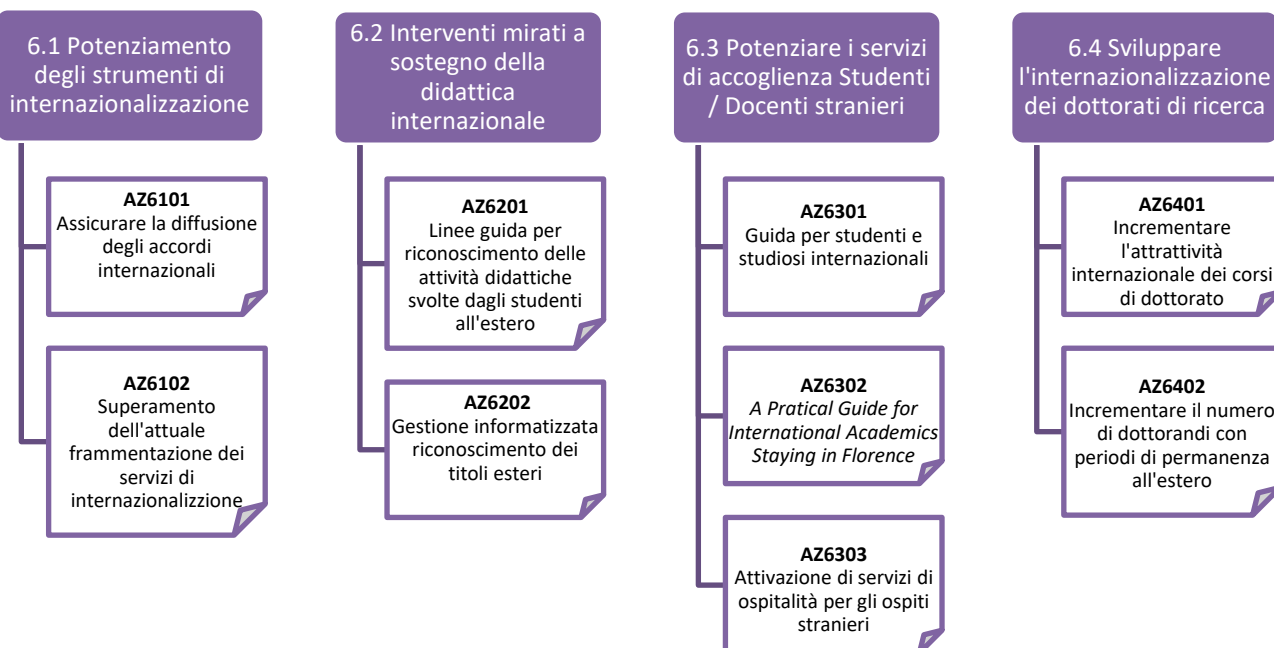 6.1 Potenziamento
degli strumenti di
internazionalizzazione
AZ6101
Assicurare la diffusione
degli accordi
internazionali
AZ6102
Superamento
dell'attuale
frammentazione dei
servizi di
internazionalizzione
6.2 Interventi mirati a
sostegno della
didattica
internazionale
AZ6201
Linee guida per
riconoscimento delle
attività didattiche
svolte dagli studenti
all'estero
AZ6202
Gestione informatizzata
riconoscimento dei
titoli esteri
6.3 Potenziare i servizi
di accoglienza Studenti
/ Docenti stranieri
AZ6301
Guida per studenti e
studiosi internazionali
AZ6302
A Pratical Guide for
International Academics
Staying in Florence
AZ6303
Attivazione di servizi di
ospitalità per gli ospiti
stranieri
6.4 Sviluppare
l'internazionalizzazione
dei dottorati di ricerca
AZ6401
Incrementare
l'attrattività
internazionale dei corsi
di dottorato
AZ6402
Incrementare il numero
di dottorandi con
periodi di permanenza
all'estero